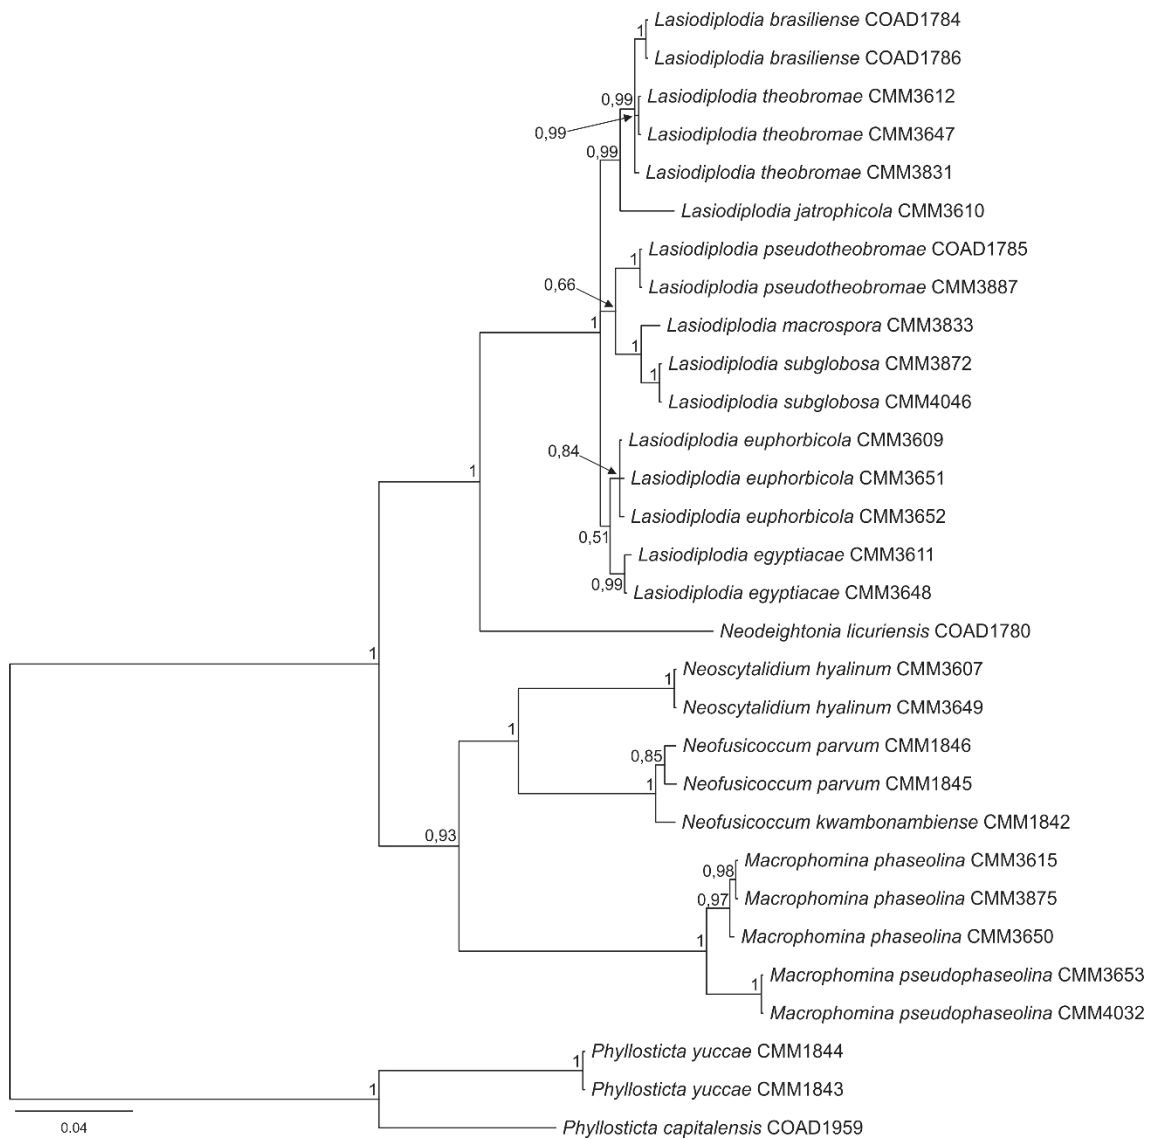 Lasiodiplodia brasiliense COAD1784
1
Lasiodiplodia brasiliense COAD1786
Lasiodiplodia theobromae CMM3612
0,99
0,99
Lasiodiplodia theobromae CMM3647
0,99
Lasiodiplodia theobromae CMM3831
Lasiodiplodia jatrophicola CMM3610
Lasiodiplodia pseudotheobromae COAD1785
1
Lasiodiplodia pseudotheobromae CMM3887
0,66
1
Lasiodiplodia macrospora CMM3833
1
Lasiodiplodia subglobosa CMM3872
1
Lasiodiplodia subglobosa CMM4046
Lasiodiplodia euphorbicola CMM3609
0,84
1
Lasiodiplodia euphorbicola CMM3651
Lasiodiplodia euphorbicola CMM3652
0,51
Lasiodiplodia egyptiacae CMM3611
0,99
Lasiodiplodia egyptiacae CMM3648
Neodeightonia licuriensis COAD1780
1
Neoscytalidium hyalinum CMM3607
1
Neoscytalidium hyalinum CMM3649
1
Neofusicoccum parvum CMM1846
0,85
Neofusicoccum parvum CMM1845
1
Neofusicoccum kwambonambiense CMM1842
0,93
Macrophomina phaseolina CMM3615
0,98
Macrophomina phaseolina CMM3875
0,97
Macrophomina phaseolina CMM3650
1
Macrophomina pseudophaseolina CMM3653
1
Macrophomina pseudophaseolina CMM4032
Phyllosticta yuccae CMM1844
1
Phyllosticta yuccae CMM1843
1
Phyllosticta capitalensis COAD1959
0.04